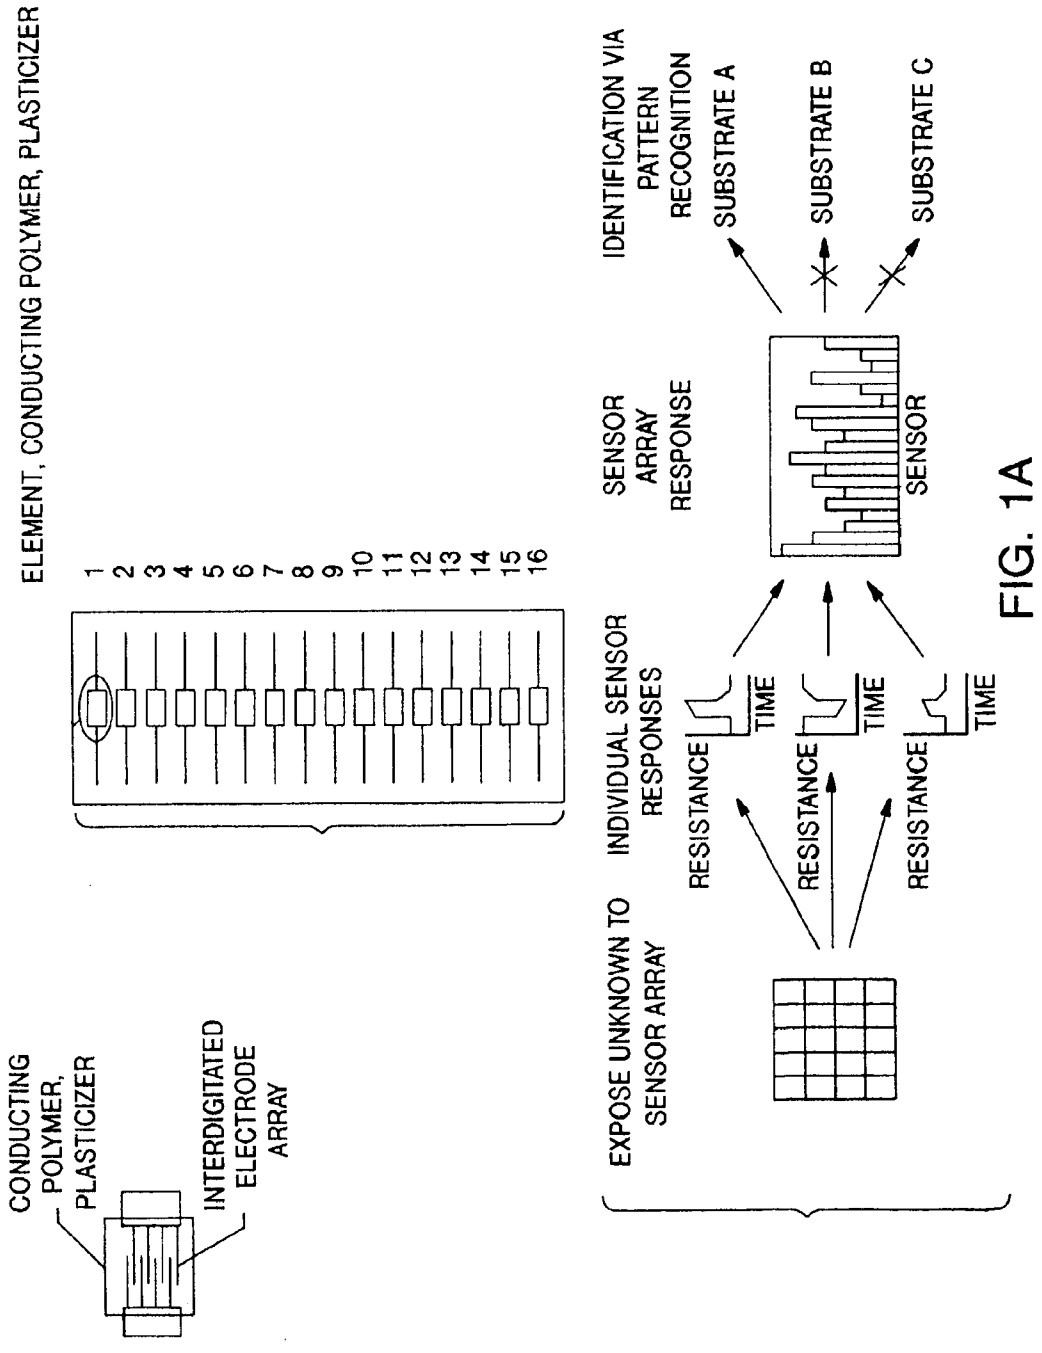 CONDUCTING
POLYMER,
PLASTICIZER
INTERDIGITATED
ELECTRODE
ARRAY
ELEMENT, CONDUCTING POLYMER, PLASTICIZER
1
2
3
4
5
6
7
8
9
10
11
12
13
14
15
16
EXPOSE UNKNOWN TO
SENSOR ARRAY
INDIVIDUAL SENSOR
RESPONSES
RESISTANCE
TIME
RESISTANCE
TIME
RESISTANCE
TIME
SENSOR
ARRAY
RESPONSE
SENSOR
IDENTIFICATION VIA
PATTERN
RECOGNITION
SUBSTRATE A
SUBSTRATE B
SUBSTRATE C
FIG. 1A